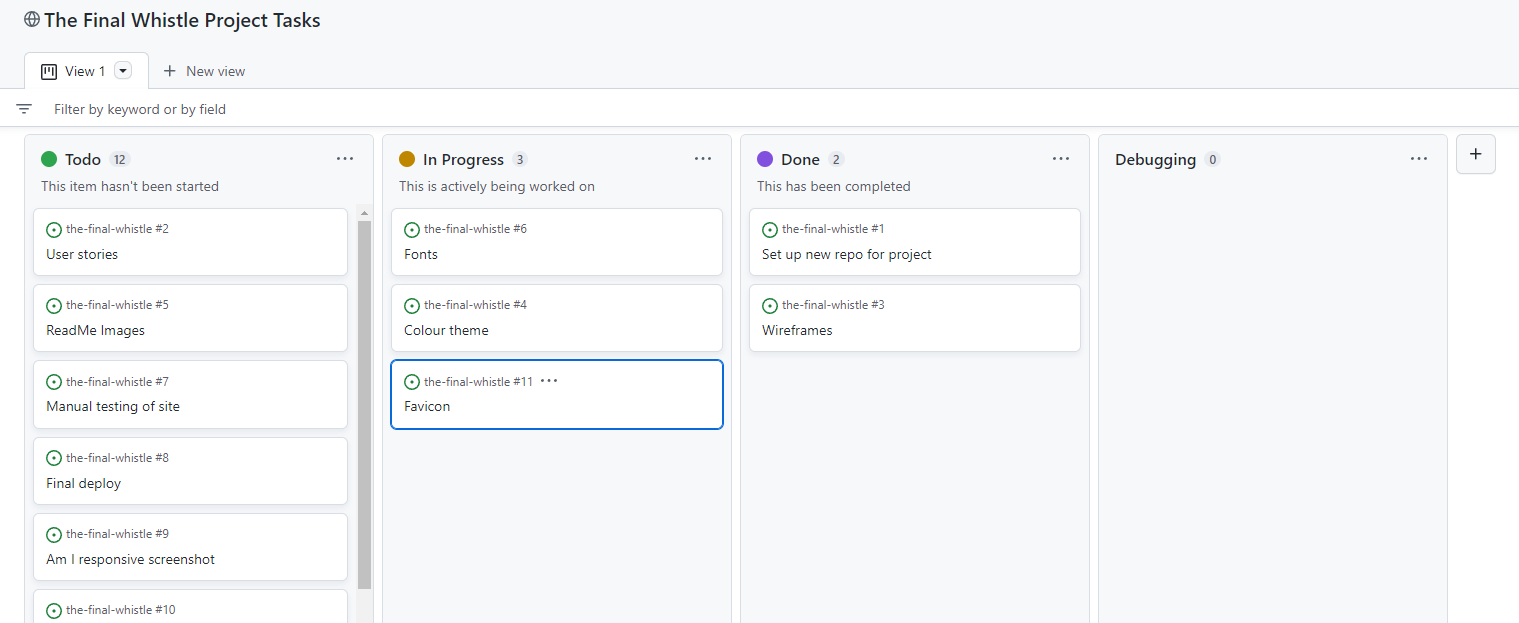 The Final Whistle Project Tasks
View 1
New view
Filter by keyword or by field
Todo 12
This item hasn't been started
the-final-whistle #2
User stories
the-final-whistle #5
ReadMe Images
the-final-whistle #7
Manual testing of site
the-final-whistle #8
Final deploy
the-final-whistle #9
Am I responsive screenshot
the-final-whistle #10
In Progress 3
This is actively being worked on
the-final-whistle #6
Fonts
the-final-whistle #4
Colour theme
the-final-whistle #11
Favicon
Done 2
This has been completed
the-final-whistle #1
Set up new repo for project
the-final-whistle #3
Wireframes
Debugging 0